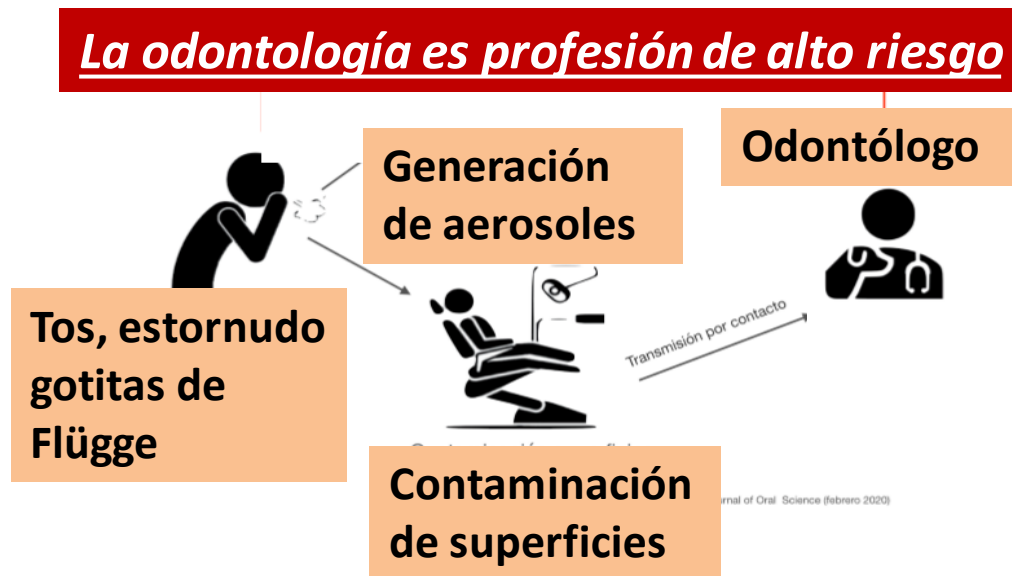 La odontología es profesión de alto riesgo
Odontólogo
Generación
de aerosoles
Tos, estornudo
gotitas de
Flügge
Transmisión por contacto
Contaminación
de superficies
of Oral Science (febrero 2020)